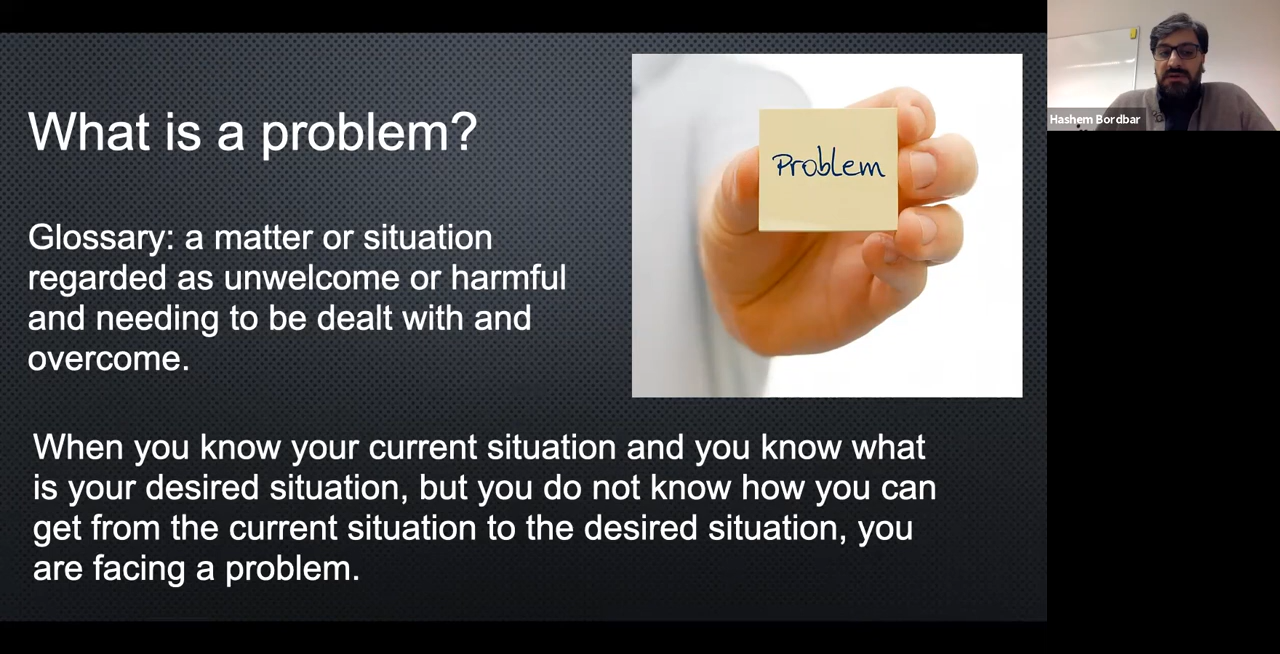 What is a problem?
Glossary: a matter or situation
regarded as unwelcome or harmful
and needing to be dealt with and
overcome.
Problem
When you know your current situation and you know what
is your desired situation, but you do not know how you can
get from the current situation to the desired situation, you
are facing a problem.
Hashem Bordbar